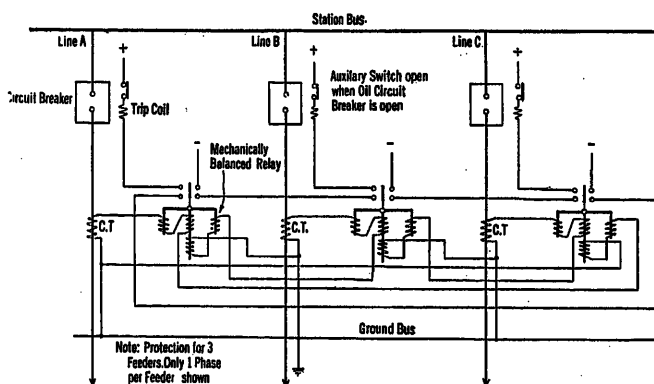 Station Bus.
Line A
Line B
Line C
+
+
+
Circuit Breaker
Trip Coil
Auxilary Switch open
when Oil Circuit
Breaker is open
-
-
-
Mechanically
Balanced Relay
C.T
C.T.
C.T
Ground Bus
Note: Protection for 3
Feeders.Only 1 Phase
per Feeder shown